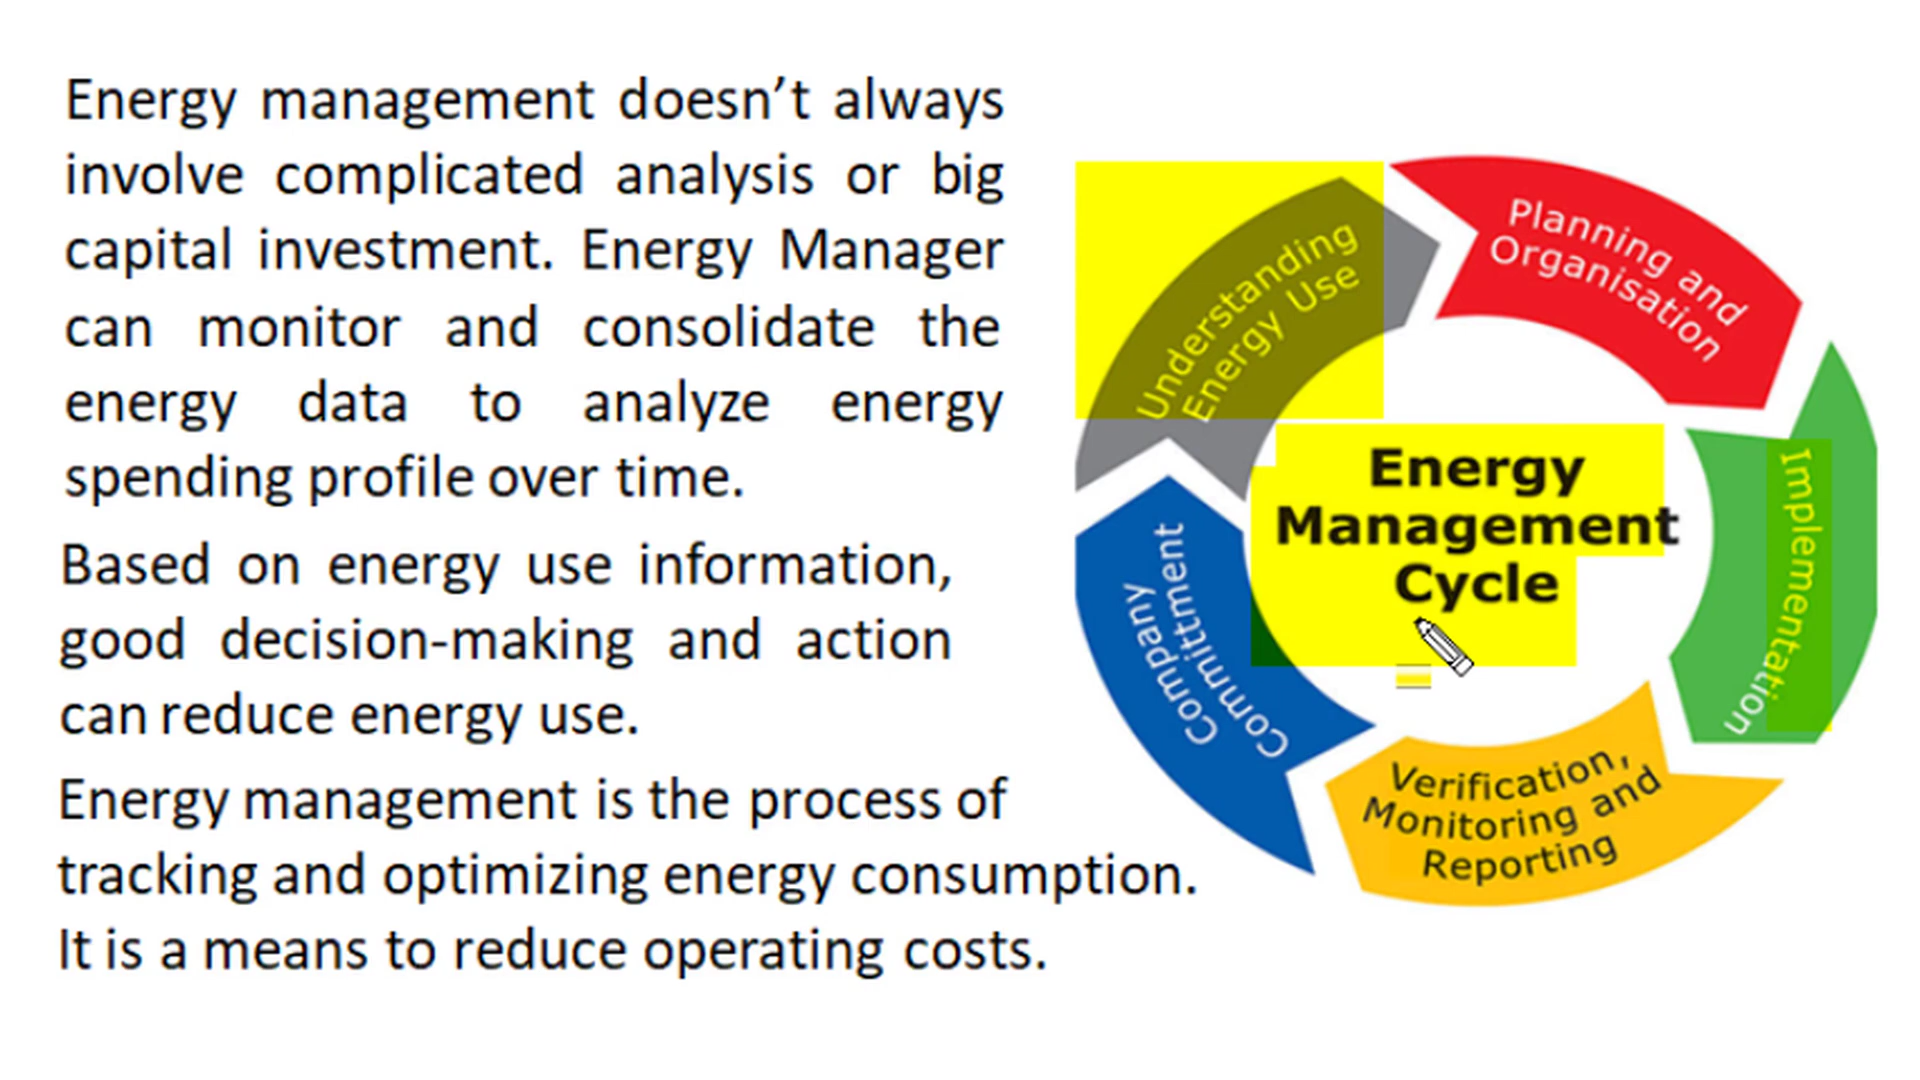 Energy management doesn’t always
involve complicated analysis or big
capital investment. Energy Manager
can monitor and consolidate the
energy data to analyze energy
spending profile over time.
Based on energy use information,
good decision-making and action
can reduce energy use.
Energy management is the process of
tracking and optimizing energy consumption.
It is a means to reduce operating costs.
Understanding
Energy Use
Planning and
Organisation
Implementation
Verification,
Monitoring and
Reporting
Company
Committment
Energy
Management
Cycle